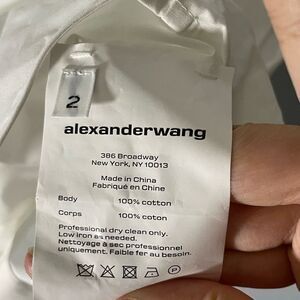 2
alexanderwang
386 Broadway
New York, NY 10013
Made in China
Fabriqué en Chine
Body 100% cotton
Corps 100% coton
Professional dry clean only.
Low iron as needed.
Nettoyage à sec professionnel
uniquement. Faible fer au besoin.
P